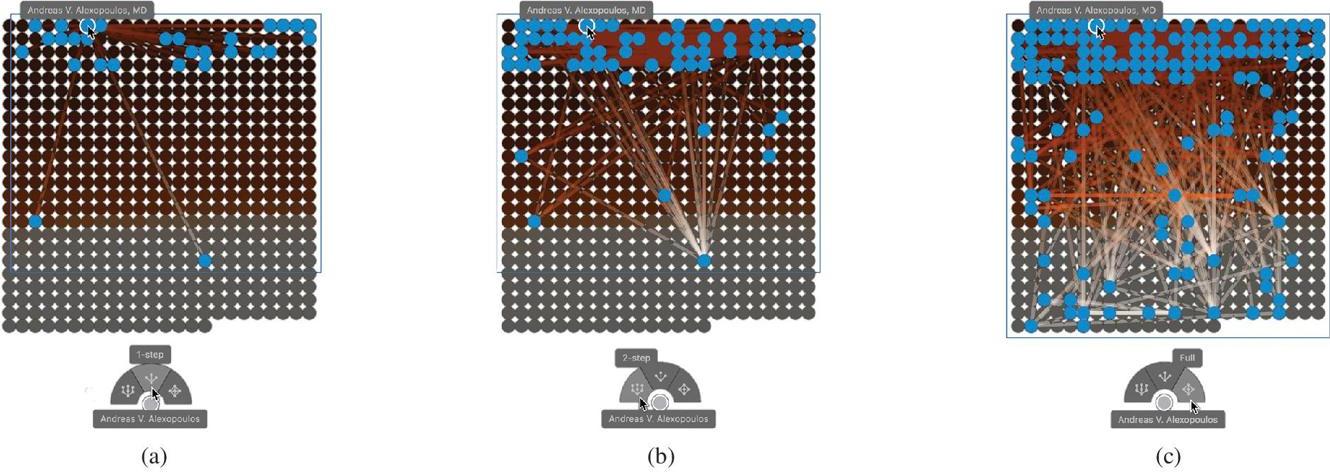 Andreas V. Alexopoulos, MD
Andreas V. Alexopoulos, MD
Andreas V. Alexopoulos, MD
1-step
2-step
Full
Andreas V. Alexopoulos
Andreas V. Alexopoulos
Andreas V. Alexopoulos
(a)
(b)
(c)